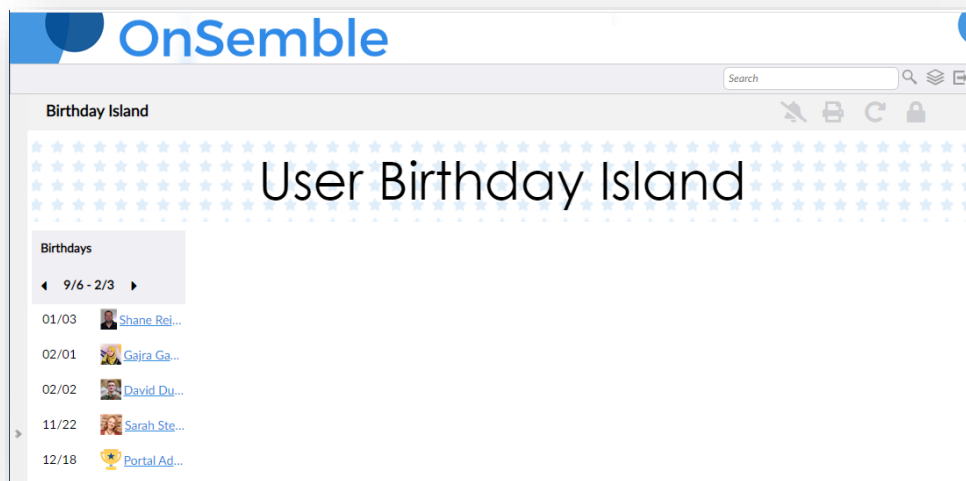 OnSemble
Search
Birthday Island
User Birthday Island
Birthdays
9/6 - 2/3
01/03 Shane Rei...
02/01 Gajra Ga...
02/02 David Du...
11/22 Sarah Ste...
12/18 Portal Ad...